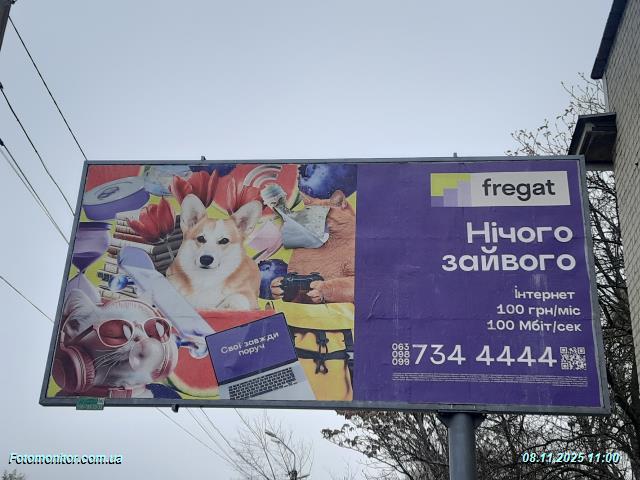 fregat
Нічого
зайвого
інтернет
100 грн/міс
100 Мбіт/сек
063
098
099
734 4444
Свої завжди
поруч
Fotomonitor.com.ua
08.11.2025 11:00